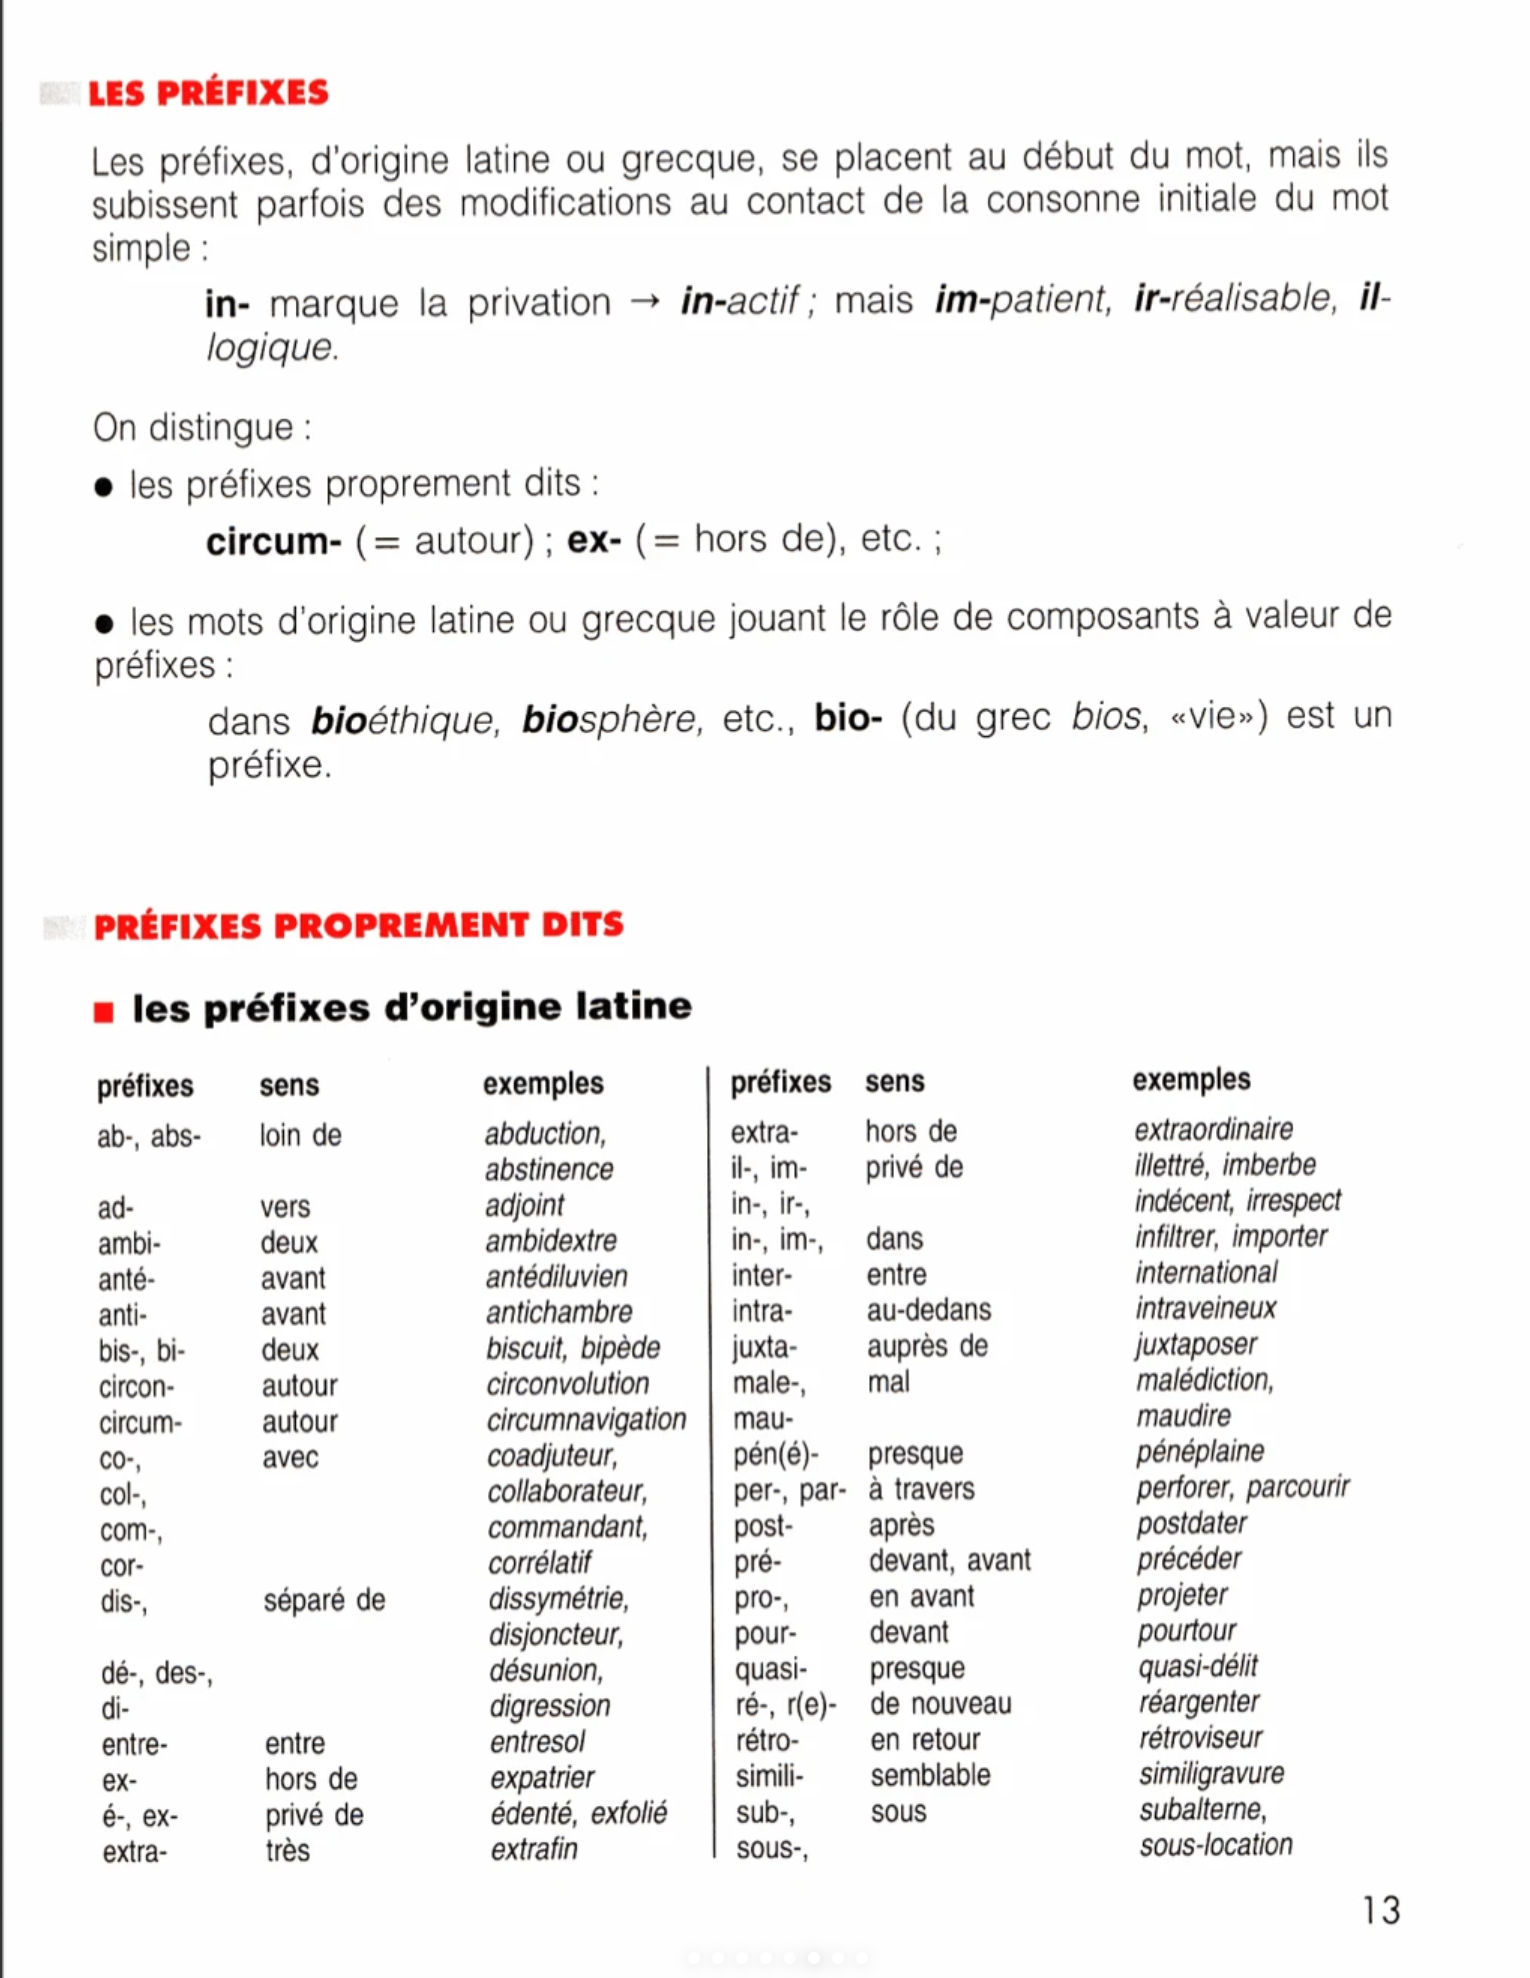 LES PRÉFIXES
Les préfixes, d'origine latine ou grecque, se placent au début du mot, mais ils
subissent parfois des modifications au contact de la consonne initiale du mot
simple :
in- marque la privation → in-actif ; mais im-patient, ir-réalisable, il-
logique.
On distingue :
● les préfixes proprement dits :
circum- (= autour) ; ex- (= hors de), etc. ;
● les mots d'origine latine ou grecque jouant le rôle de composants à valeur de
préfixes :
dans bioéthique, biosphère, etc., bio- (du grec bios, «vie») est un
préfixe.
PRÉFIXES PROPREMENT DITS
■ les préfixes d'origine latine
préfixes sens exemples
ab-, abs- loin de abduction,
abstinence
ad- vers adjoint
ambi- deux ambidextre
anté- avant antédiluvien
anti- avant antichambre
bis-, bi- deux biscuit, bipède
circon- autour circonvolution
circum- autour circumnavigation
co-, avec coadjuteur,
col-, collaborateur,
com-, commandant,
cor- corrélatif
dis-, séparé de dissymétrie,
disjoncteur,
dé-, des-, désunion,
di- digression
entre- entre entresol
ex- hors de expatrier
é-, ex- privé de édenté, exfolié
extra- très extrafin
préfixes sens exemples
extra- hors de extraordinaire
il-, im- privé de illettré, imberbe
in-, ir-, indécent, irrespect
in-, im-, dans infiltrer, importer
inter- entre international
intra- au-dedans intraveineux
juxta- auprès de juxtaposer
male-, mal malédiction,
mau- maudire
pén(é)- presque pénéplaine
per-, par- à travers perforer, parcourir
post- après postdater
pré- devant, avant précéder
pro-, en avant projeter
pour- devant pourtour
quasi- presque quasi-délit
ré-, r(e)- de nouveau réargenter
rétro- en retour rétroviseur
simili- semblable similigravure
sub-, sous subalterne,
sous-, sous-location
13